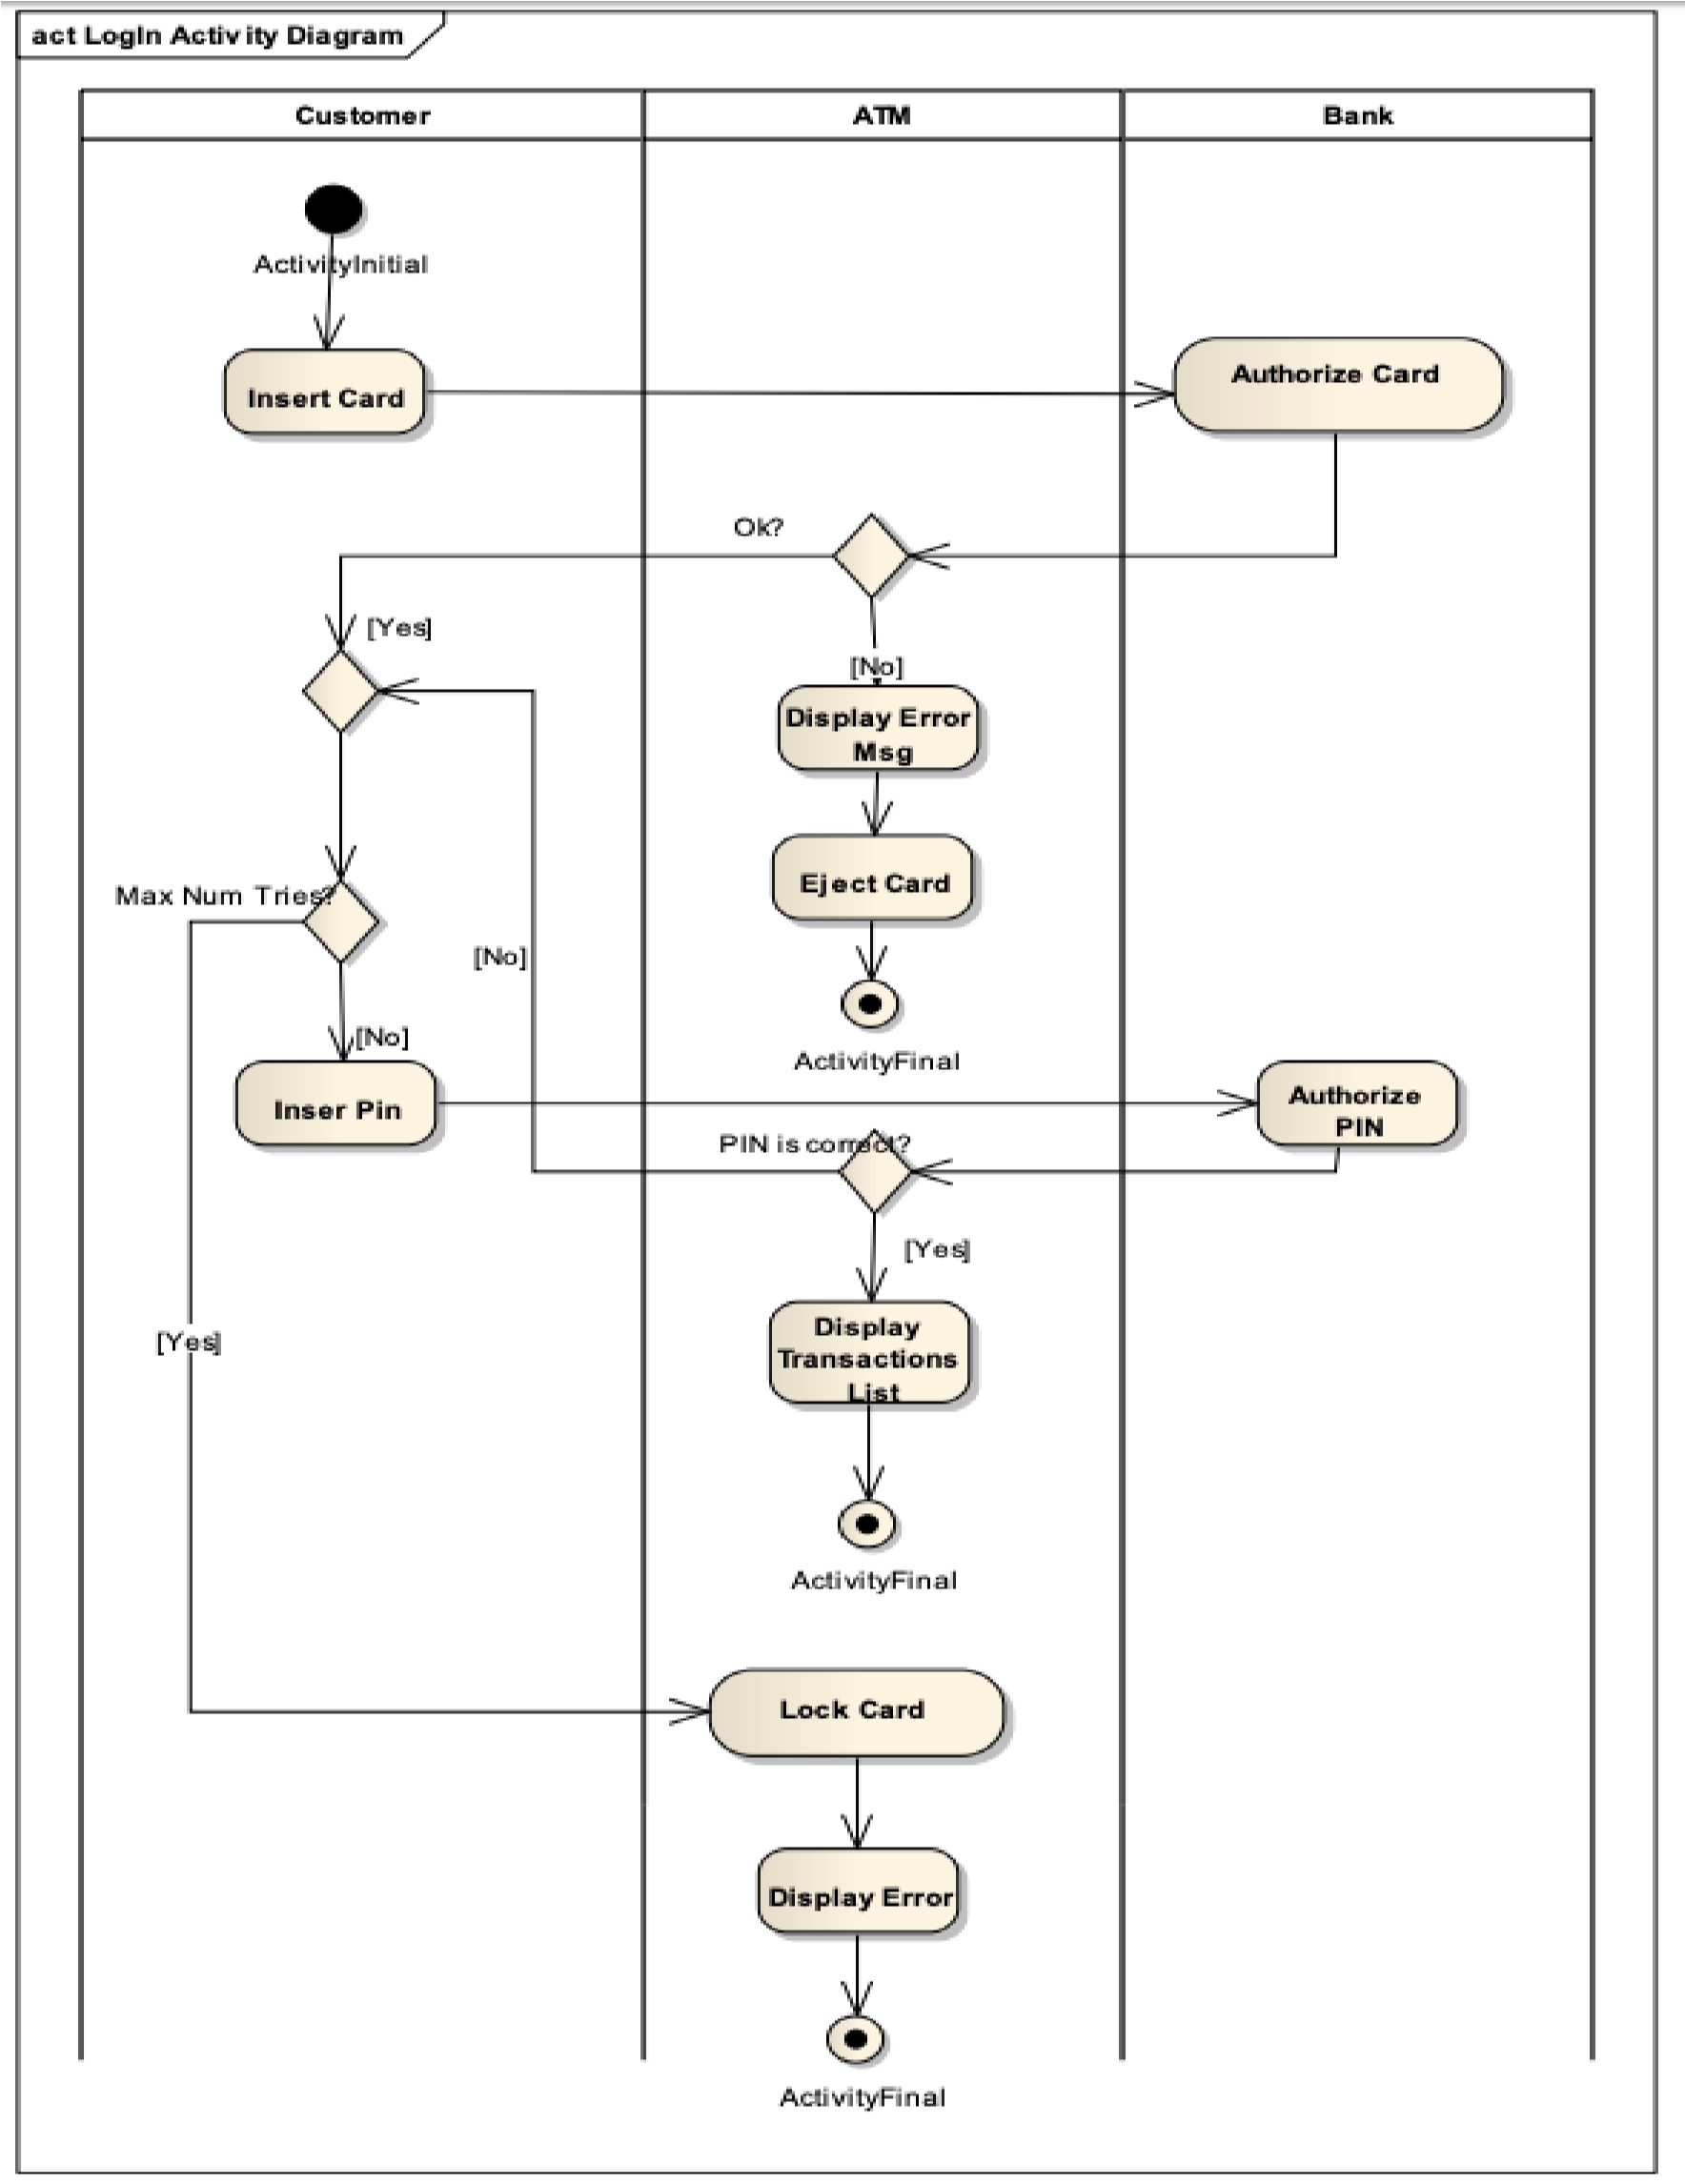 act LogIn Activity Diagram
Customer
ATM
Bank
ActivityInitial
Insert Card
Authorize Card
Ok?
[Yes]
[No]
Display Error
Msg
Eject Card
Max Num Tries?
[No]
[No]
ActivityFinal
Inser Pin
Authorize
PIN
PIN is correct?
[Yes]
Display
Transactions
List
[Yes]
ActivityFinal
Lock Card
Display Error
ActivityFinal